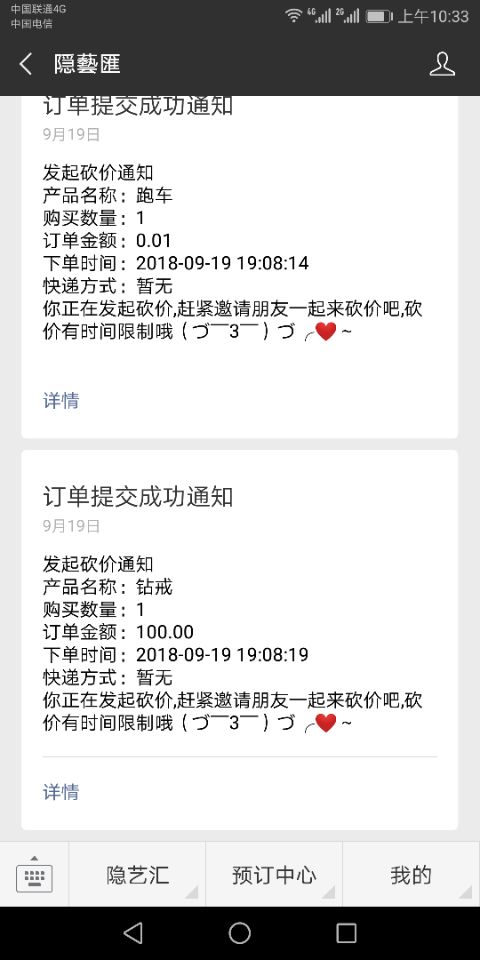 中国联通4G
中国电信
4G 2G 上午10:33
隠藝匯
订单提交成功通知
9月19日
发起砍价通知
产品名称：跑车
购买数量：1
订单金额：0.01
下单时间：2018-09-19 19:08:14
快递方式：暂无
你正在发起砍价,赶紧邀请朋友一起来砍价吧,砍
价有时间限制哦 ( づ￣3￣ ) づ╭❤️~
详情
订单提交成功通知
9月19日
发起砍价通知
产品名称：钻戒
购买数量：1
订单金额：100.00
下单时间：2018-09-19 19:08:19
快递方式：暂无
你正在发起砍价,赶紧邀请朋友一起来砍价吧,砍
价有时间限制哦 ( づ￣3￣ ) づ╭❤️~
详情
隐艺汇
预订中心
我的